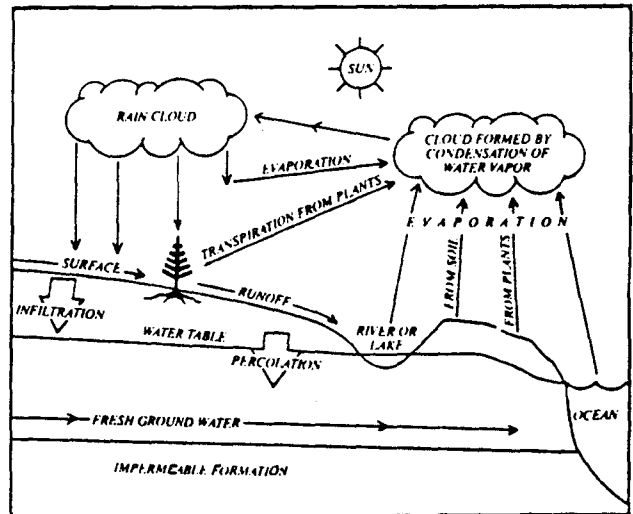 SUN
RAIN CLOUD
CLOUD FORMED BY
CONDENSATION OF
WATER VAPOR
EVAPORATION
TRANSPIRATION FROM PLANTS
EVAPORATION
FROM SOIL
FROM PLANTS
SURFACE
RUNOFF
INFILTRATION
WATER TABLE
RIVER OR
LAKE
PERCOLATION
OCEAN
FRESH GROUND WATER
IMPERMEABLE FORMATION